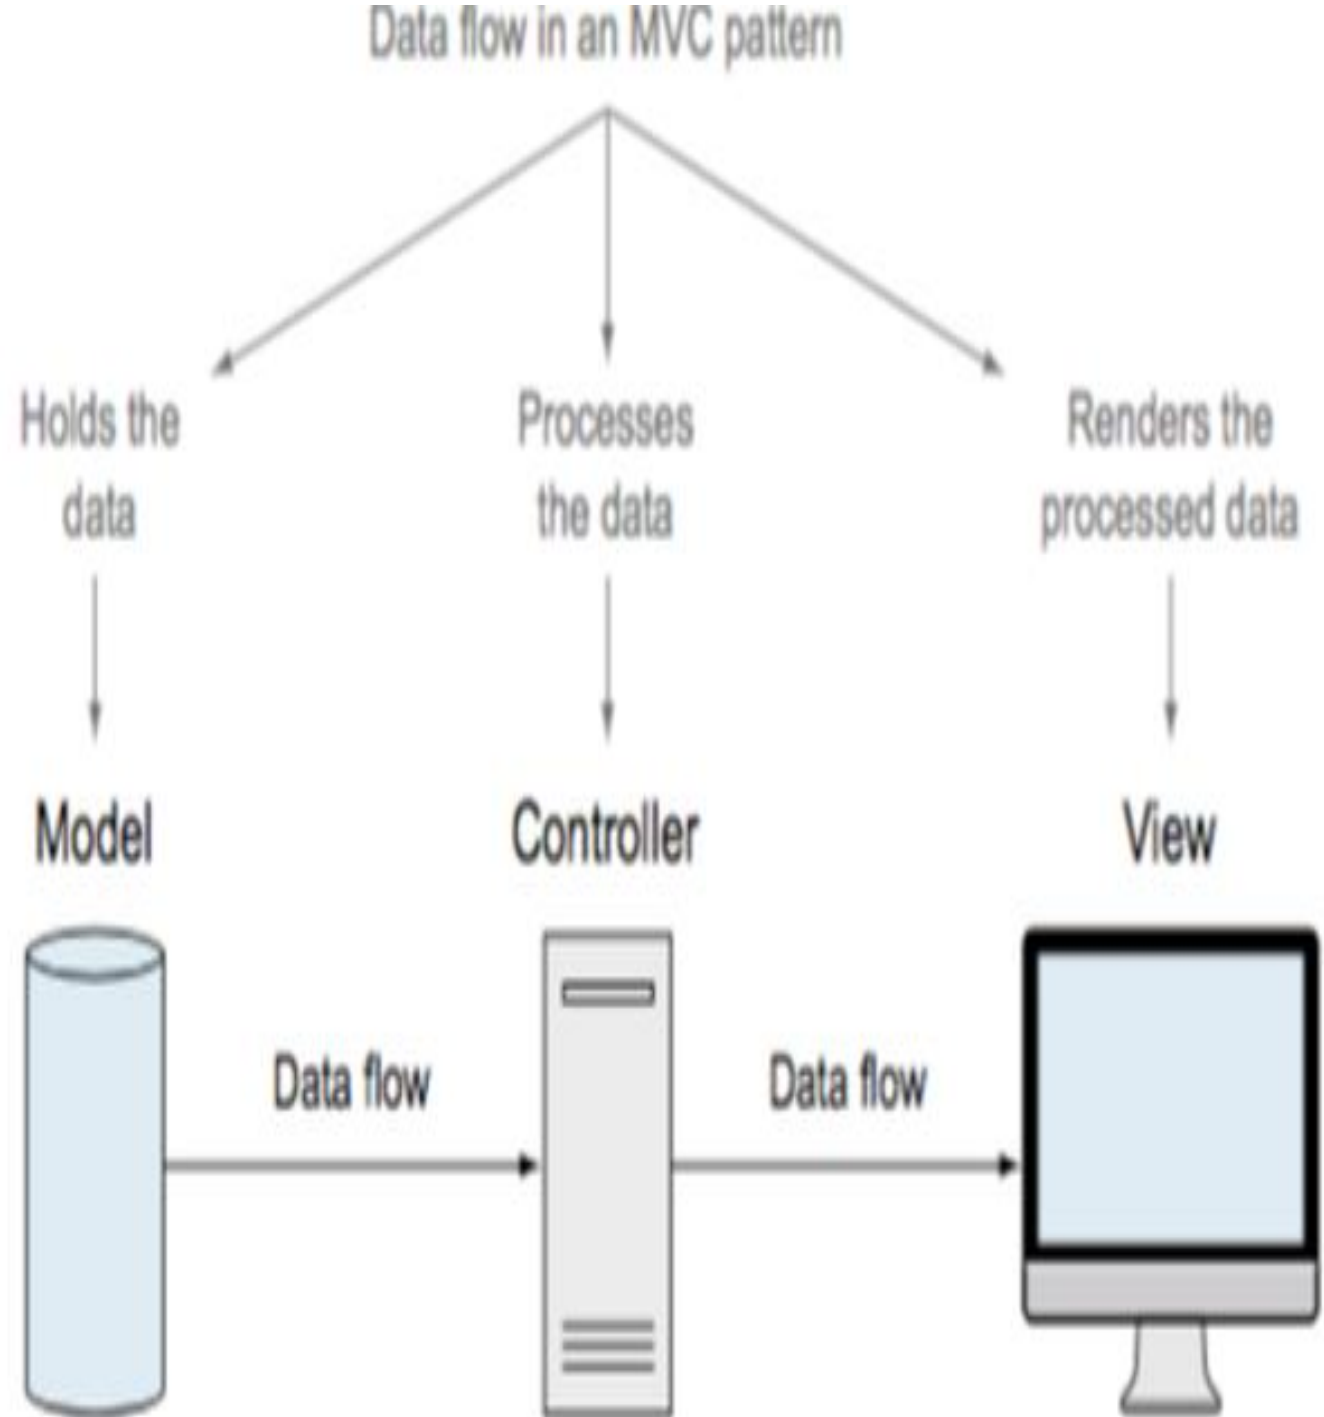 Data flow in an MVC pattern
Holds the
data
Processes
the data
Renders the
processed data
Model
Controller
View
Data flow
Data flow